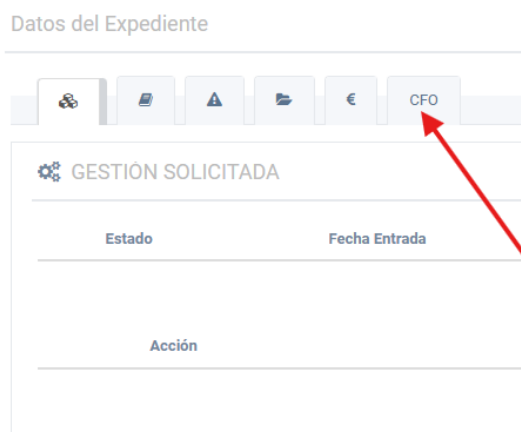 Datos del Expediente
€ CFO
GESTIÓN SOLICITADA
Estado Fecha Entrada
Acción